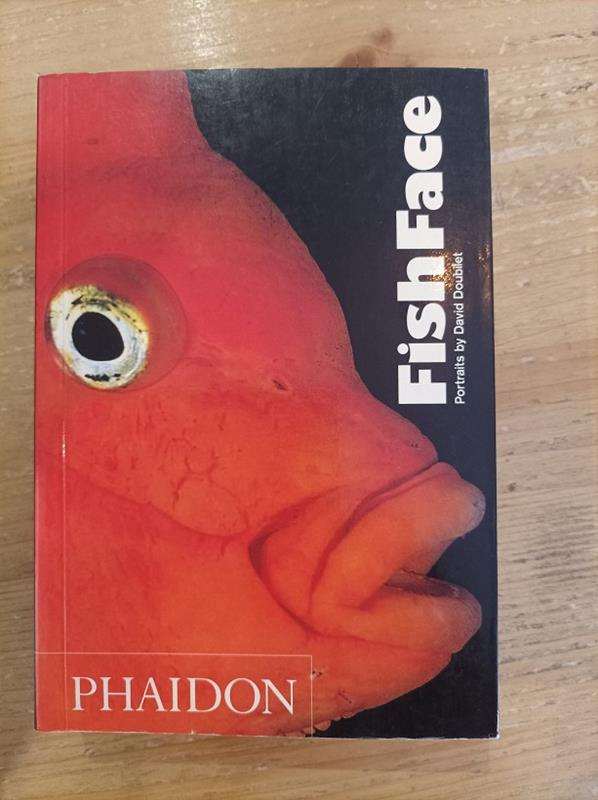 Fish Face
Portraits by David Doubilet
PHAIDON